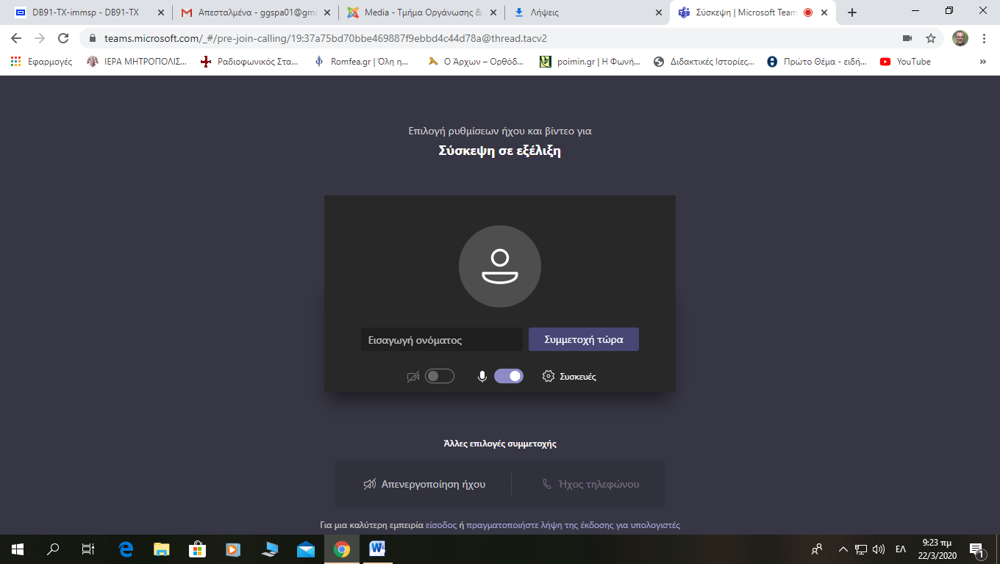 DB91-TX-immsp - DB91-TX
Απεσταλμένα - ggspa01@gma
Media - Τμήμα Οργάνωσης &
Λήψεις
Σύσκεψη | Microsoft Team
teams.microsoft.com/_#/pre-join-calling/19:37a75bd70bbe469887f9ebbd4c44d78a@thread.tacv2
Εφαρμογές
ΙΕΡΑ ΜΗΤΡΟΠΟΛΙΣ...
Ραδιοφωνικός Στα...
Romfea.gr | Όλη η...
Ο Άρχων – Ορθόδ...
poimin.gr | Η Φωνή...
Διδακτικές Ιστορίες...
Πρώτο Θέμα - ειδή...
YouTube
»
Επιλογή ρυθμίσεων ήχου και βίντεο για
Σύσκεψη σε εξέλιξη
Εισαγωγή ονόματος
Συμμετοχή τώρα
Συσκευές
Άλλες επιλογές συμμετοχής
Απενεργοποίηση ήχου
Ήχος τηλεφώνου
Για μια καλύτερη εμπειρία είσοδος ή πραγματοποιήστε λήψη της έκδοσης για υπολογιστές
ΕΛ
9:23 πμ
22/3/2020
1